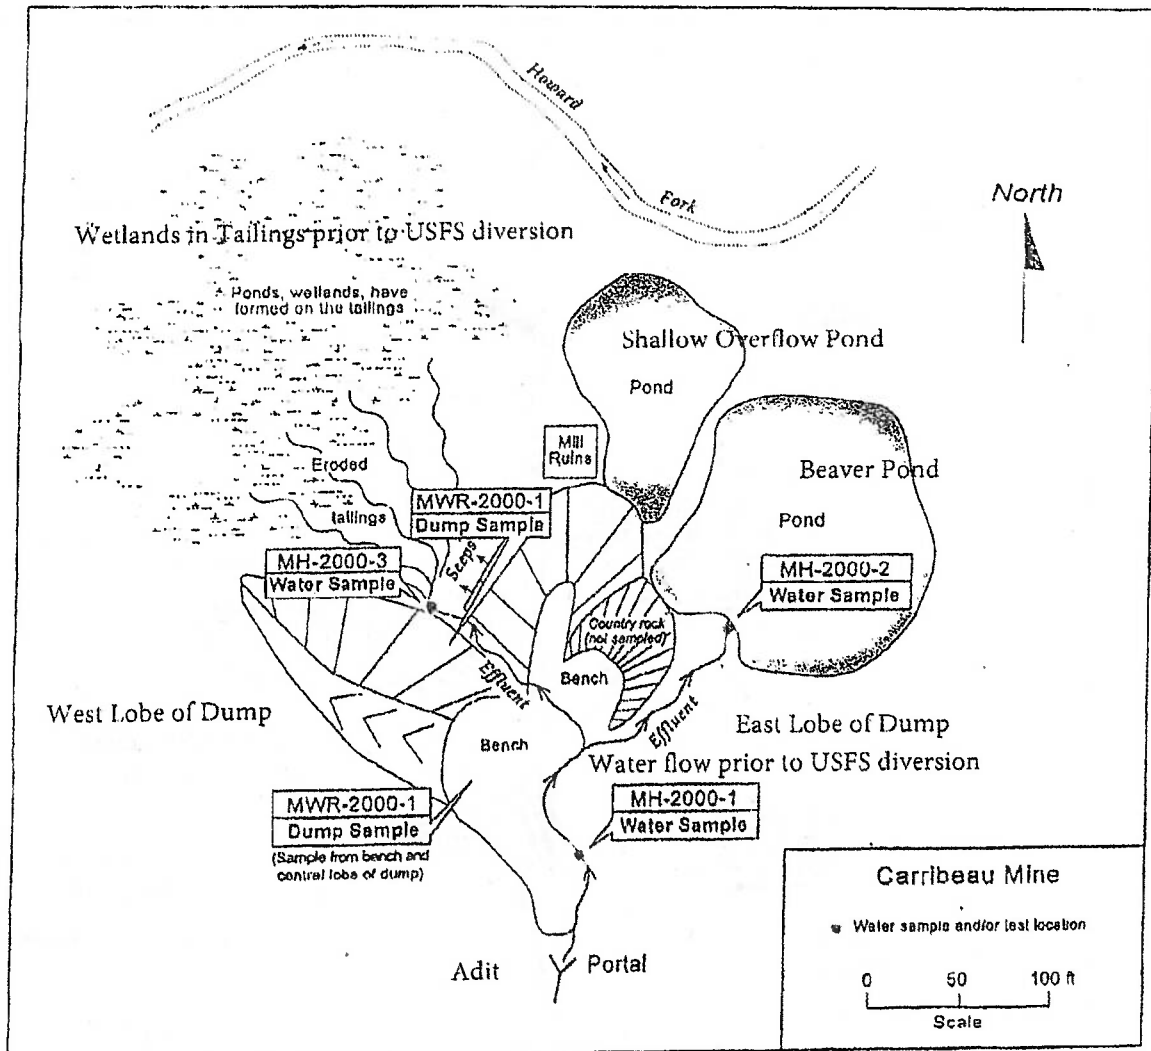 Howard
Fork
North
Wetlands in Tailings prior to USFS diversion
Ponds, wetlands, have
formed on the tailings
Shallow Overflow Pond
Pond
Mill
Ruins
Beaver Pond
Pond
Eroded
tailings
MWR-2000-1
Dump Sample
Seeps
MH-2000-3
Water Sample
MH-2000-2
Water Sample
Country rock
(not sampled)
Bench
Effluent
West Lobe of Dump
Effluent
East Lobe of Dump
Bench
Water flow prior to USFS diversion
MWR-2000-1
Dump Sample
(Sample from bench and
central lobe of dump)
MH-2000-1
Water Sample
Adit
Portal
Carribeau Mine
Water sample and/or test location
0 50 100 ft
Scale